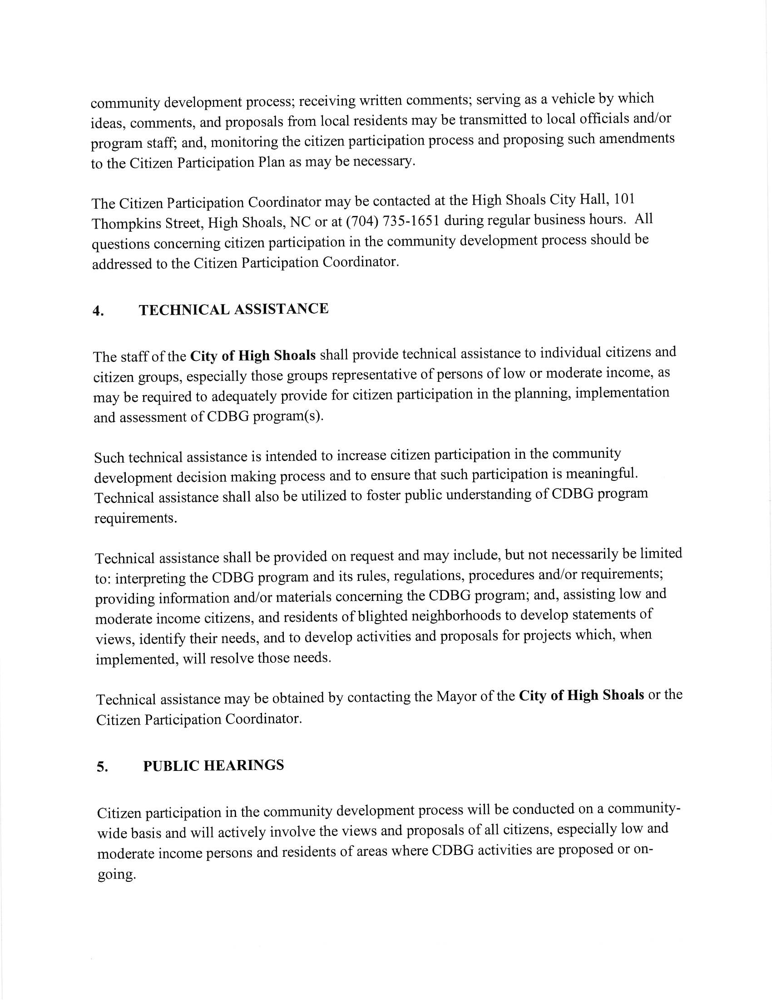 community development process; receiving written comments; serving as a vehicle by which
ideas, comments, and proposals from local residents may be transmitted to local officials and/or
program staff; and, monitoring the citizen participation process and proposing such amendments
to the Citizen Participation Plan as may be necessary.
The Citizen Participation Coordinator may be contacted at the High Shoals City Hall, 101
Thompkins Street, High Shoals, NC or at (704) 735-1651 during regular business hours.  All
questions concerning citizen participation in the community development process should be
addressed to the Citizen Participation Coordinator.
4. TECHNICAL ASSISTANCE
The staff of the City of High Shoals shall provide technical assistance to individual citizens and
citizen groups, especially those groups representative of persons of low or moderate income, as
may be required to adequately provide for citizen participation in the planning, implementation
and assessment of CDBG program(s).
Such technical assistance is intended to increase citizen participation in the community
development decision making process and to ensure that such participation is meaningful.
Technical assistance shall also be utilized to foster public understanding of CDBG program
requirements.
Technical assistance shall be provided on request and may include, but not necessarily be limited
to: interpreting the CDBG program and its rules, regulations, procedures and/or requirements;
providing information and/or materials concerning the CDBG program; and, assisting low and
moderate income citizens, and residents of blighted neighborhoods to develop statements of
views, identify their needs, and to develop activities and proposals for projects which, when
implemented, will resolve those needs.
Technical assistance may be obtained by contacting the Mayor of the City of High Shoals or the
Citizen Participation Coordinator.
5. PUBLIC HEARINGS
Citizen participation in the community development process will be conducted on a community-
wide basis and will actively involve the views and proposals of all citizens, especially low and
moderate income persons and residents of areas where CDBG activities are proposed or on-
going.